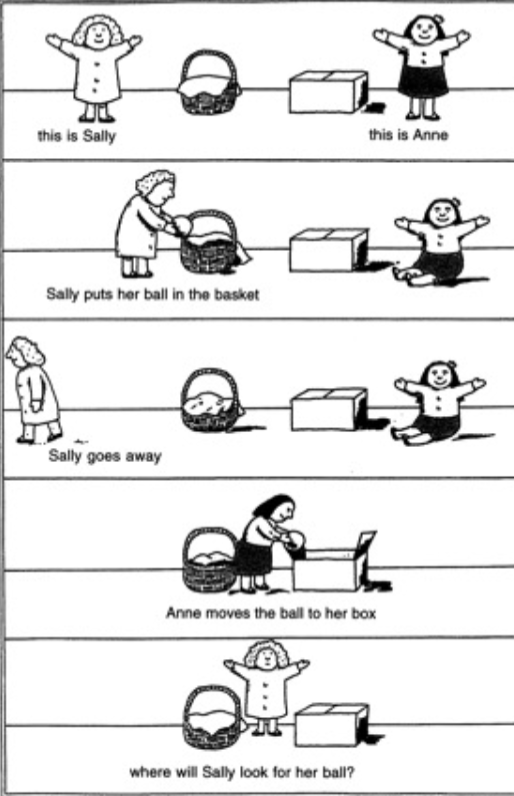 this is Sally
this is Anne
Sally puts her ball in the basket
Sally goes away
Anne moves the ball to her box
where will Sally look for her ball?